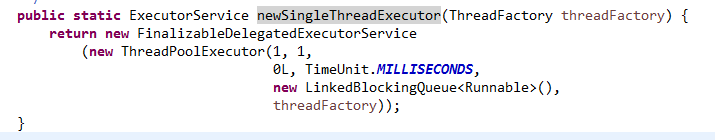 public static ExecutorService newSingleThreadExecutor(ThreadFactory threadFactory) {
    return new FinalizableDelegatedExecutorService
        (new ThreadPoolExecutor(1, 1,
                                0L, TimeUnit.MILLISECONDS,
                                new LinkedBlockingQueue<Runnable>(),
                                threadFactory));
}